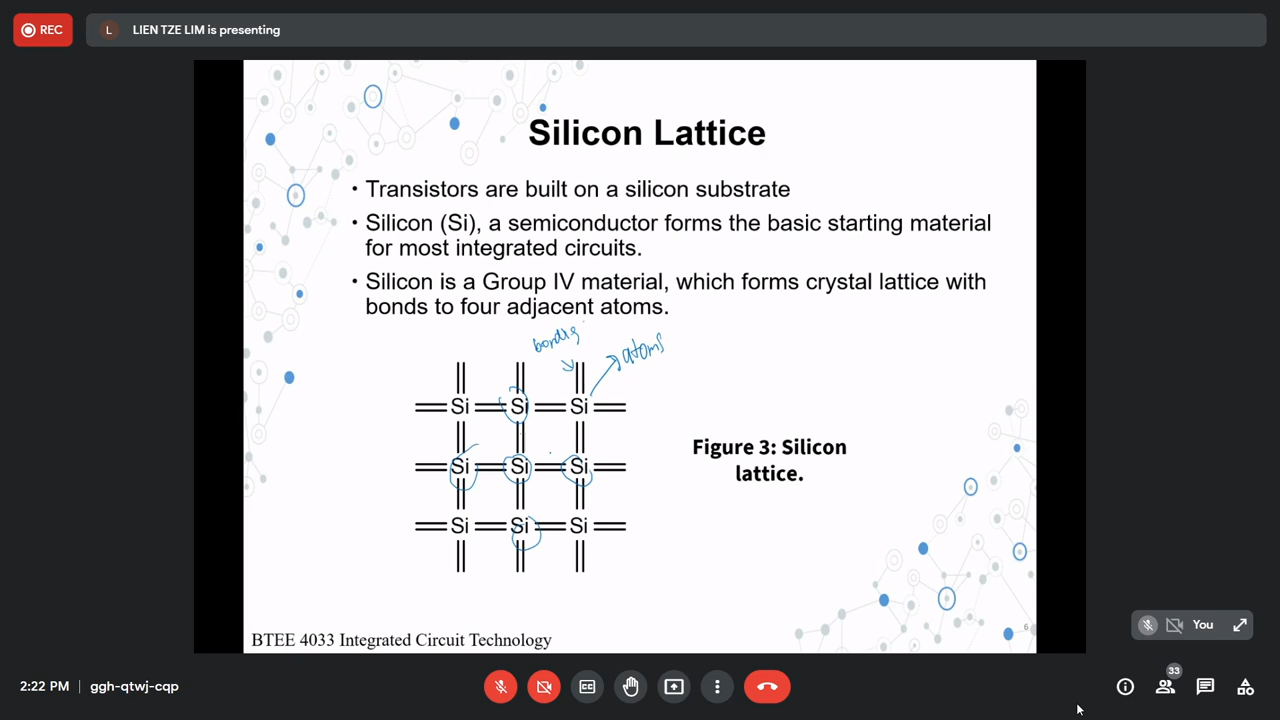 REC
L LIEN TZE LIM is presenting
Silicon Lattice
• Transistors are built on a silicon substrate
• Silicon (Si), a semiconductor forms the basic starting material
for most integrated circuits.
• Silicon is a Group IV material, which forms crystal lattice with
bonds to four adjacent atoms.
bonds
atoms
Si Si Si
Si Si Si
Si Si Si
Figure 3: Silicon
lattice.
BTEE 4033 Integrated Circuit Technology
6
You
2:22 PM | ggh-qtwj-cqp
CC
33